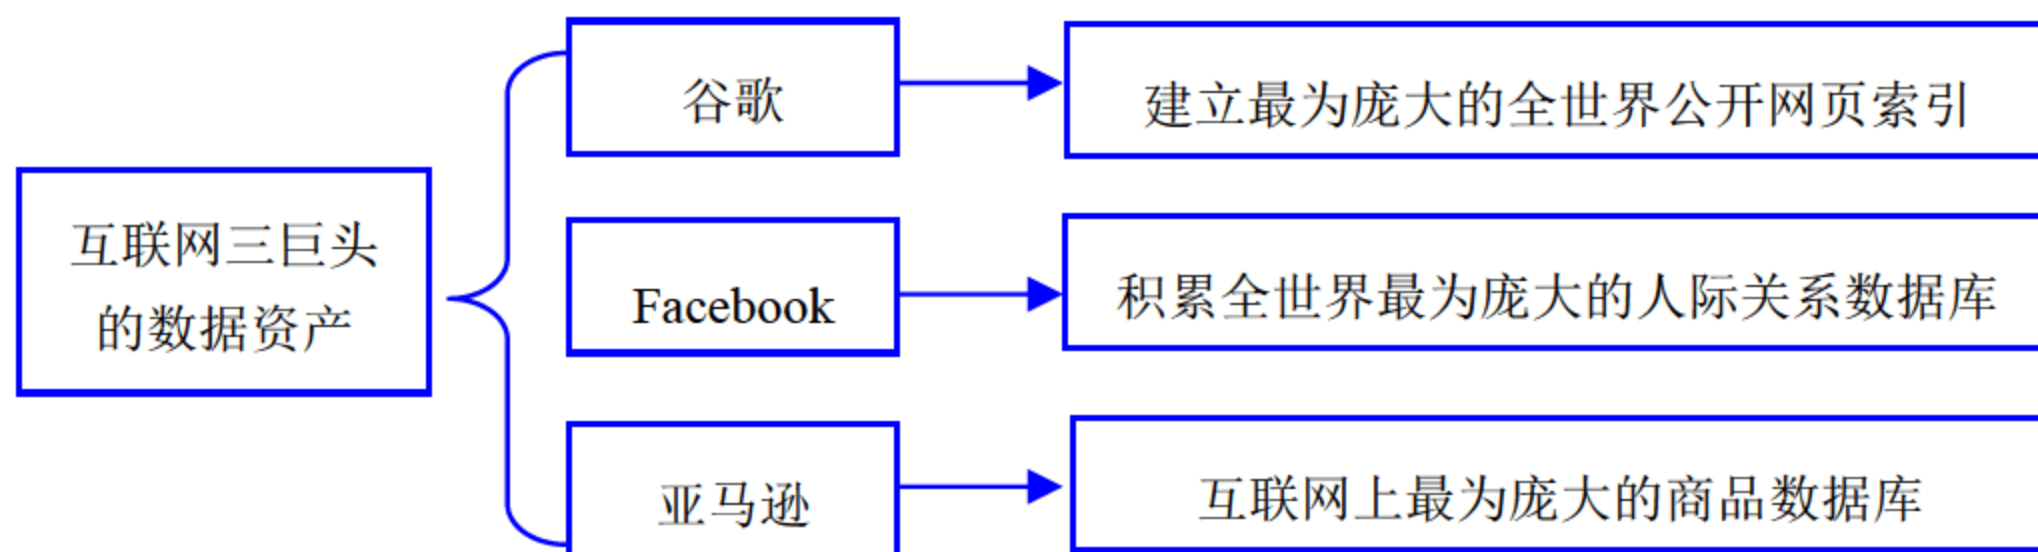 互联网三巨头
的数据资产
谷歌
建立最为庞大的全世界公开网页索引
Facebook
积累全世界最为庞大的人际关系数据库
亚马逊
互联网上最为庞大的商品数据库